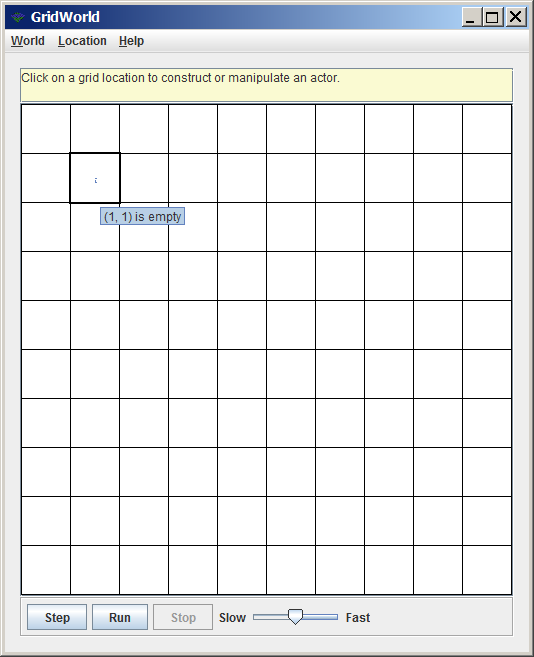 GridWorld
World Location Help
Click on a grid location to construct or manipulate an actor.
(1, 1) is empty
Step Run Stop Slow Fast